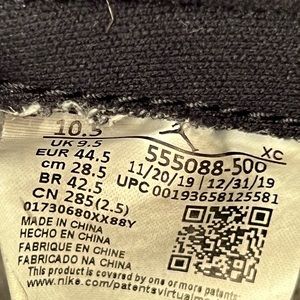 10.5 XC
UK 9.5 555088-500
EUR 44.5 11/20/19 12/31/19
cm 28.5 UPC 00193658125581
BR 42.5
CN 285(2.5)
01730680XX88Y
MADE IN CHINA
HECHO EN CHINA
FABRIQUE EN CHINE
FABRICADO NA CHINA
This product is covered by one or more
www.nike.com/patents